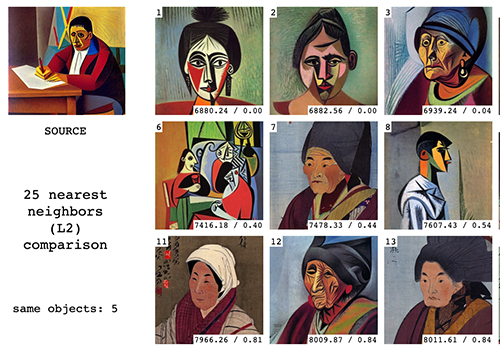 SOURCE
25 nearest
neighbors
(L2)
comparison
same objects: 5
1
6880.24 / 0.00
2
6882.56 / 0.00
3
6939.24 / 0.04
6
7416.18 / 0.40
7
7478.33 / 0.44
8
7607.43 / 0.54
11
7966.26 / 0.81
12
8009.87 / 0.84
13
8011.61 / 0.84